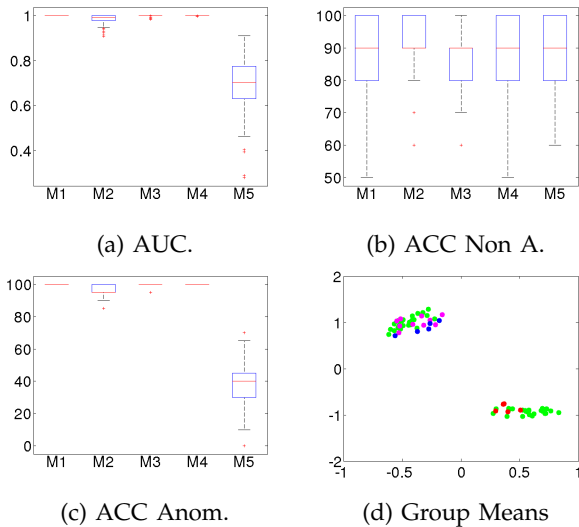 1
0.8
0.6
0.4
M1 M2 M3 M4 M5
(a) AUC.
100
90
80
70
60
50
M1 M2 M3 M4 M5
(b) ACC Non A.
100
80
60
40
20
0
M1 M2 M3 M4 M5
(c) ACC Anom.
2
1
0
-1
-2
-1 -0.5 0 0.5 1
(d) Group Means